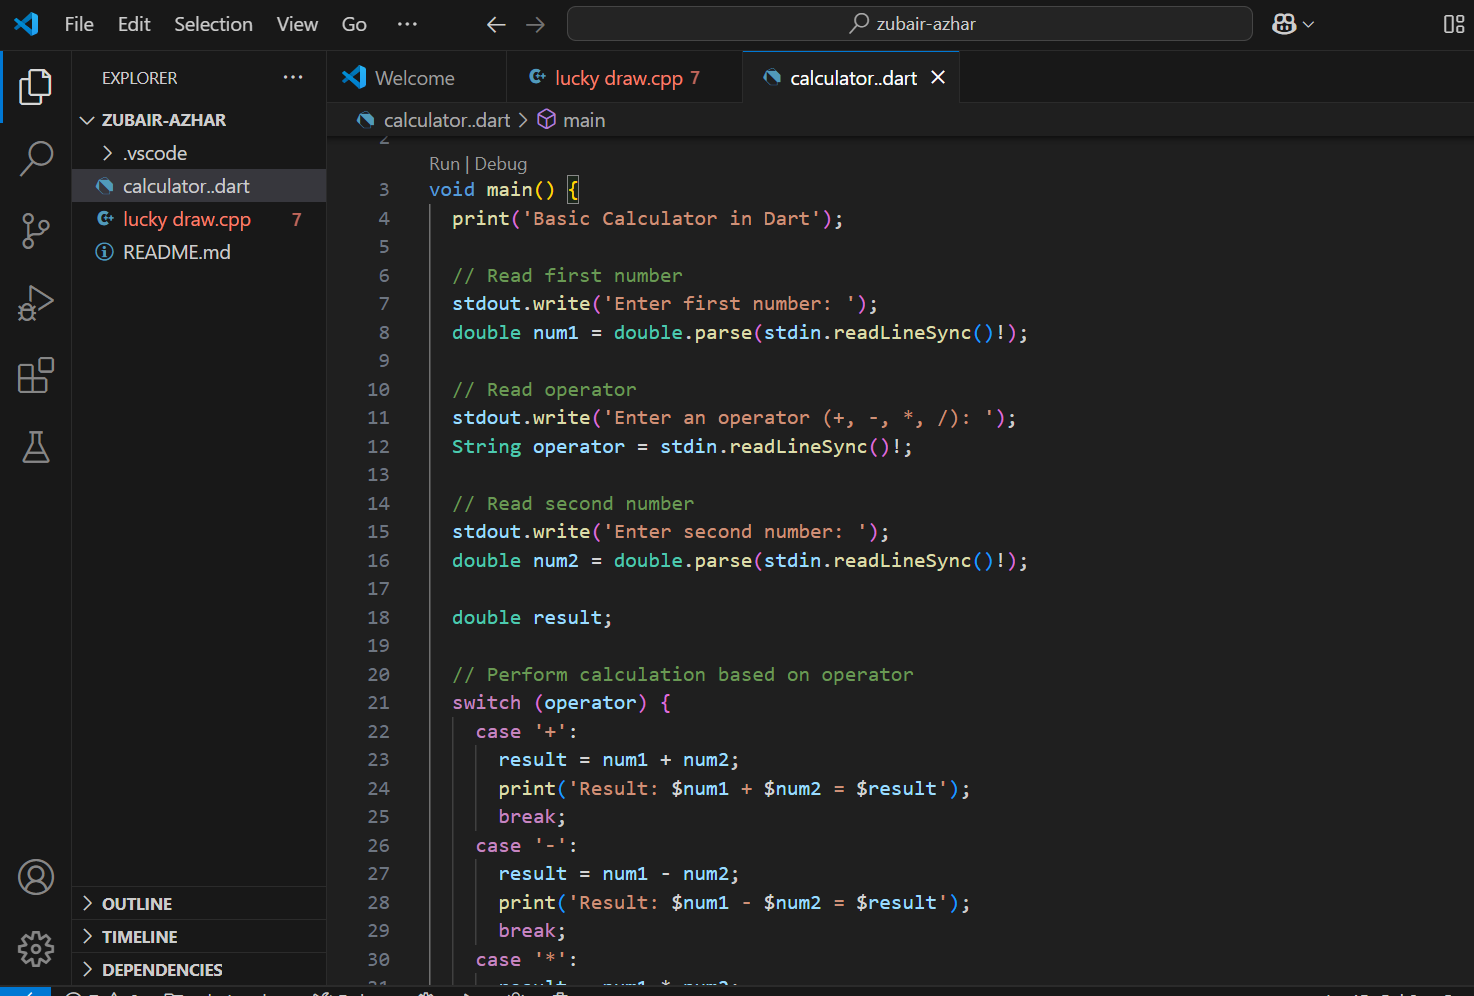 File Edit Selection View Go ···
zubair-azhar
EXPLORER ···
ZUBAIR-AZHAR
.vscode
calculator..dart
lucky draw.cpp 7
README.md
OUTLINE
TIMELINE
DEPENDENCIES
Welcome lucky draw.cpp 7 calculator..dart
calculator..dart > main
2
Run | Debug
3 void main() {
4 print('Basic Calculator in Dart');
5
6 // Read first number
7 stdout.write('Enter first number: ');
8 double num1 = double.parse(stdin.readLineSync()!);
9
10 // Read operator
11 stdout.write('Enter an operator (+, -, *, /): ');
12 String operator = stdin.readLineSync()!;
13
14 // Read second number
15 stdout.write('Enter second number: ');
16 double num2 = double.parse(stdin.readLineSync()!);
17
18 double result;
19
20 // Perform calculation based on operator
21 switch (operator) {
22 case '+':
23 result = num1 + num2;
24 print('Result: $num1 + $num2 = $result');
25 break;
26 case '-':
27 result = num1 - num2;
28 print('Result: $num1 - $num2 = $result');
29 break;
30 case '*':
31 result = num1 * num2;